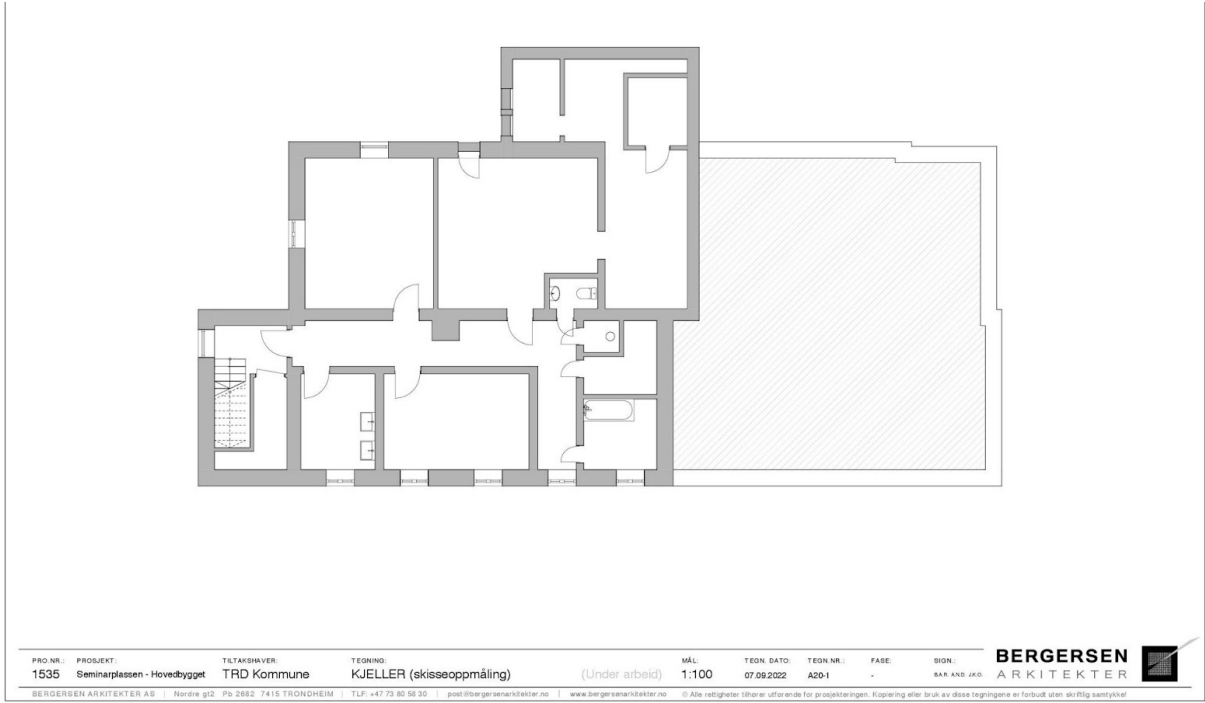 PRO.NR.: PROSJEKT: TILTAKSHAVER: TEGNING: MÅL: TEGN. DATO: TEGN.NR.: FASE: SIGN.:
1535 Seminarplassen - Hovedbygget TRD Kommune KJELLER (skisseoppmåling) (Under arbeid) 1:100 07.09.2022 A20-1 - BAR. AND. JKO.
BERGERSEN
ARKITEKTER
BERGERSEN ARKITEKTER AS | Nordre gt2 Pb 2662 7415 TRONDHEIM | TLF: +47 73 80 58 30 | post@bergersenarkitekter.no | www.bergersenarkitekter.no © Alle rettigheter tilhører utførende for prosjekteringen. Kopiering eller bruk av disse tegningene er forbudt uten skriftlig samtykke!